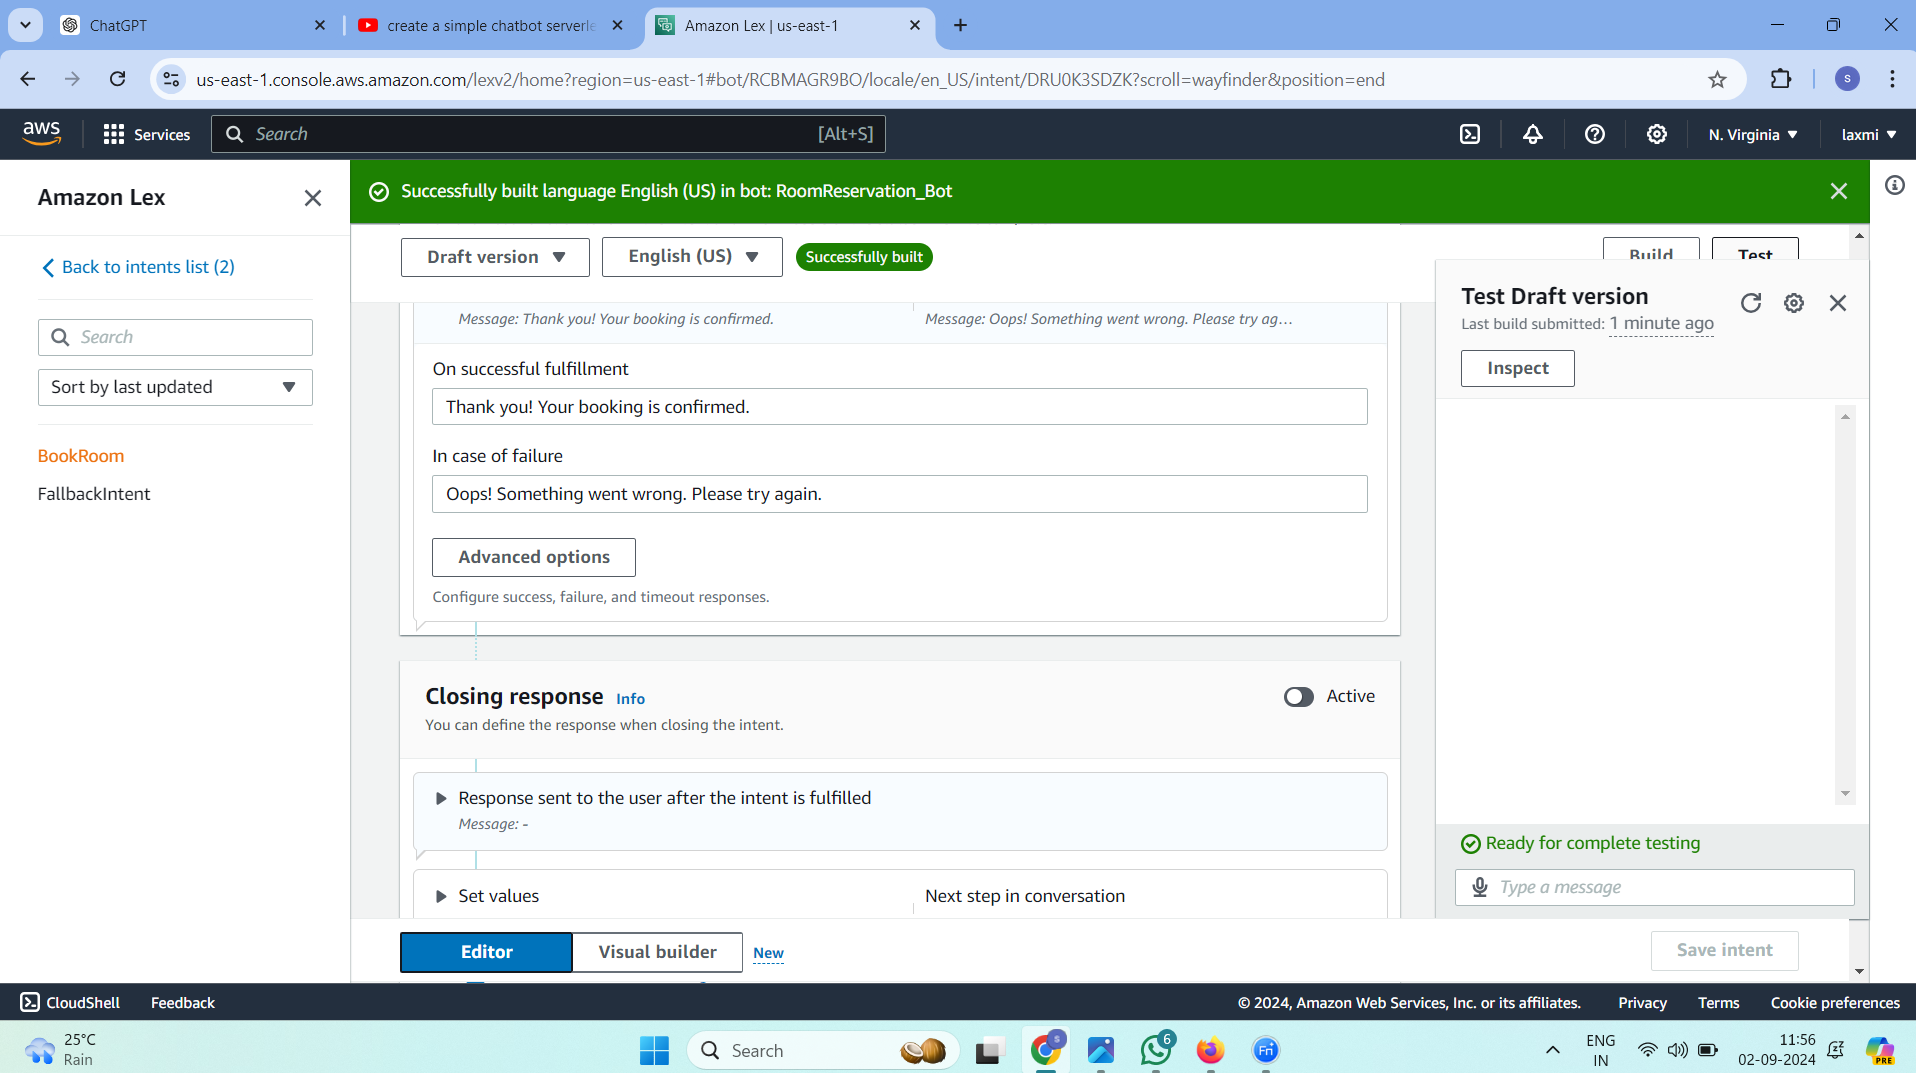 ChatGPT
create a simple chatbot serverle
Amazon Lex | us-east-1
us-east-1.console.aws.amazon.com/lexv2/home?region=us-east-1#bot/RCBMAGR9BO/locale/en_US/intent/DRU0K3SDZK?scroll=wayfinder&position=end
S
aws
Services
Search
[Alt+S]
N. Virginia
laxmi
Amazon Lex
Successfully built language English (US) in bot: RoomReservation_Bot
Back to intents list (2)
Search
Sort by last updated
BookRoom
FallbackIntent
Draft version
English (US)
Successfully built
Build
Test
Message: Thank you! Your booking is confirmed.
Message: Oops! Something went wrong. Please try ag...
On successful fulfillment
Thank you! Your booking is confirmed.
In case of failure
Oops! Something went wrong. Please try again.
Advanced options
Configure success, failure, and timeout responses.
Closing response Info
Active
You can define the response when closing the intent.
Response sent to the user after the intent is fulfilled
Message: -
Set values
Next step in conversation
Test Draft version
Last build submitted: 1 minute ago
Inspect
Ready for complete testing
Type a message
Editor
Visual builder
New
Save intent
CloudShell
Feedback
© 2024, Amazon Web Services, Inc. or its affiliates.
Privacy
Terms
Cookie preferences
25°C
Rain
Search
S
6
Fn
ENG
IN
11:56
02-09-2024
PRE